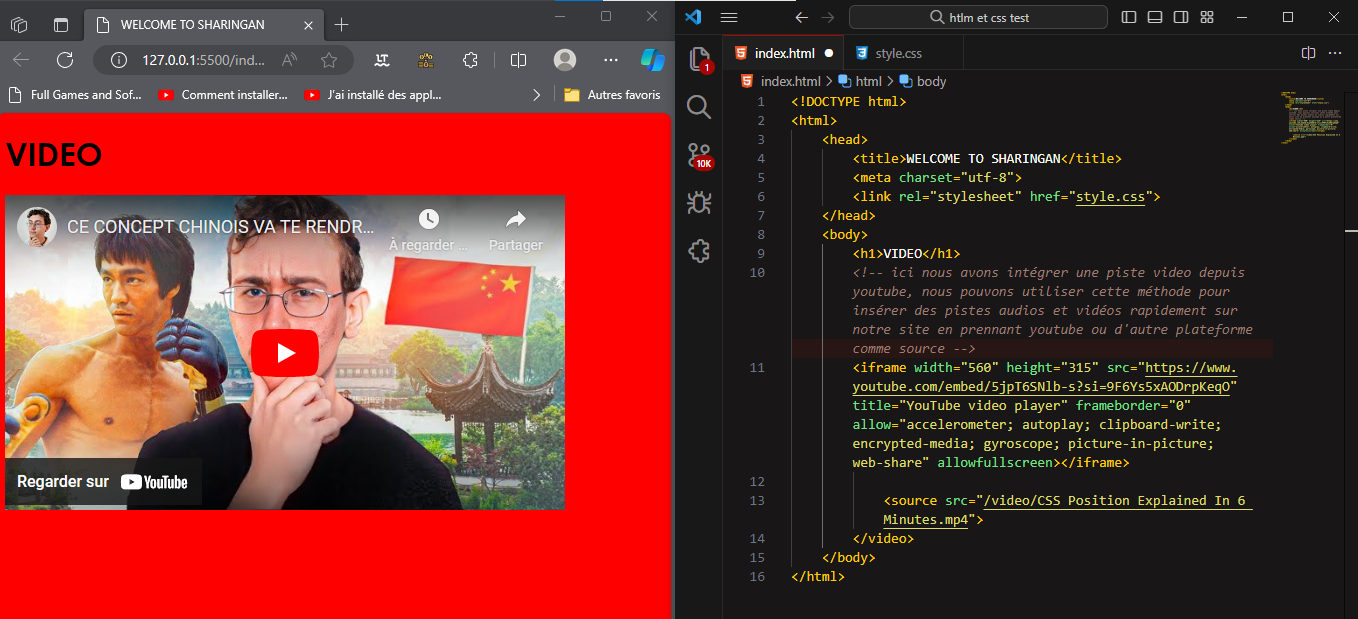 WELCOME TO SHARINGAN
127.0.0.1:5500/ind...
Full Games and Sof...
Comment installer...
J'ai installé des appl...
Autres favoris
VIDEO
CE CONCEPT CHINOIS VA TE RENDR...
À regarder ...
Partager
Regarder sur YouTube
htlm et css test
1
10K
index.html
style.css
index.html > html > body
1 <!DOCTYPE html>
2 <html>
3 <head>
4 <title>WELCOME TO SHARINGAN</title>
5 <meta charset="utf-8">
6 <link rel="stylesheet" href="style.css">
7 </head>
8 <body>
9 <h1>VIDEO</h1>
10 <!-- ici nous avons intégrer une piste video depuis
youtube, nous pouvons utiliser cette méthode pour
insérer des pistes audios et vidéos rapidement sur
notre site en prennant youtube ou d'autre plateforme
comme source -->
11 <iframe width="560" height="315" src="https://www.
youtube.com/embed/5jpT6SNlb-s?si=9F6Ys5xAODrpKeqO"
title="YouTube video player" frameborder="0"
allow="accelerometer; autoplay; clipboard-write;
encrypted-media; gyroscope; picture-in-picture;
web-share" allowfullscreen></iframe>
12
13 <source src="/video/CSS Position Explained In 6
Minutes.mp4">
14 </video>
15 </body>
16 </html>